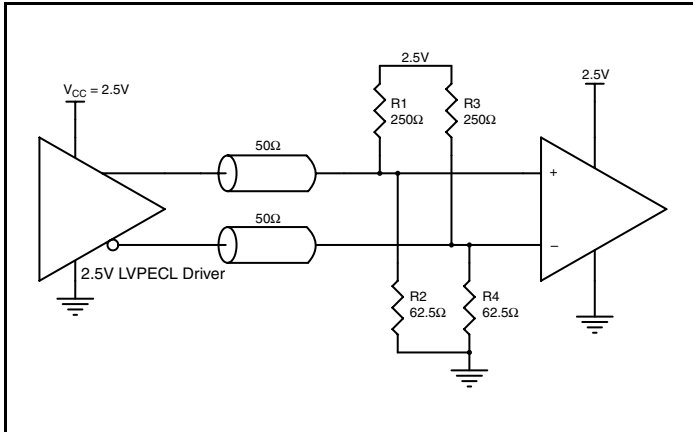 2.5V
V_CC = 2.5V
2.5V
R1
250Ω
R3
250Ω
50Ω
+
50Ω
−
2.5V LVPECL Driver
R2
62.5Ω
R4
62.5Ω